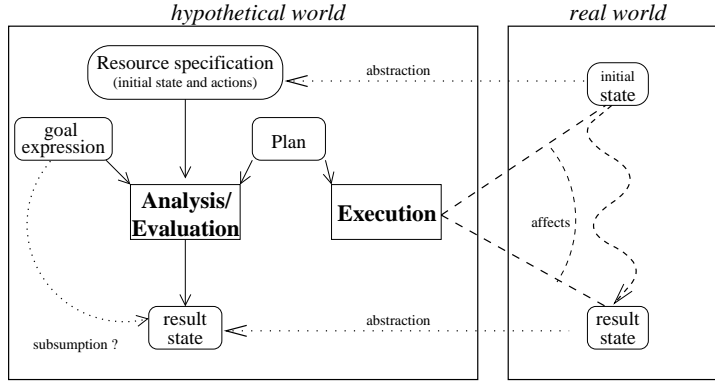 hypothetical world
real world
Resource specification
(initial state and actions)
abstraction
initial
state
goal
expression
Plan
Analysis/
Evaluation
Execution
affects
result
state
abstraction
result
state
subsumption ?